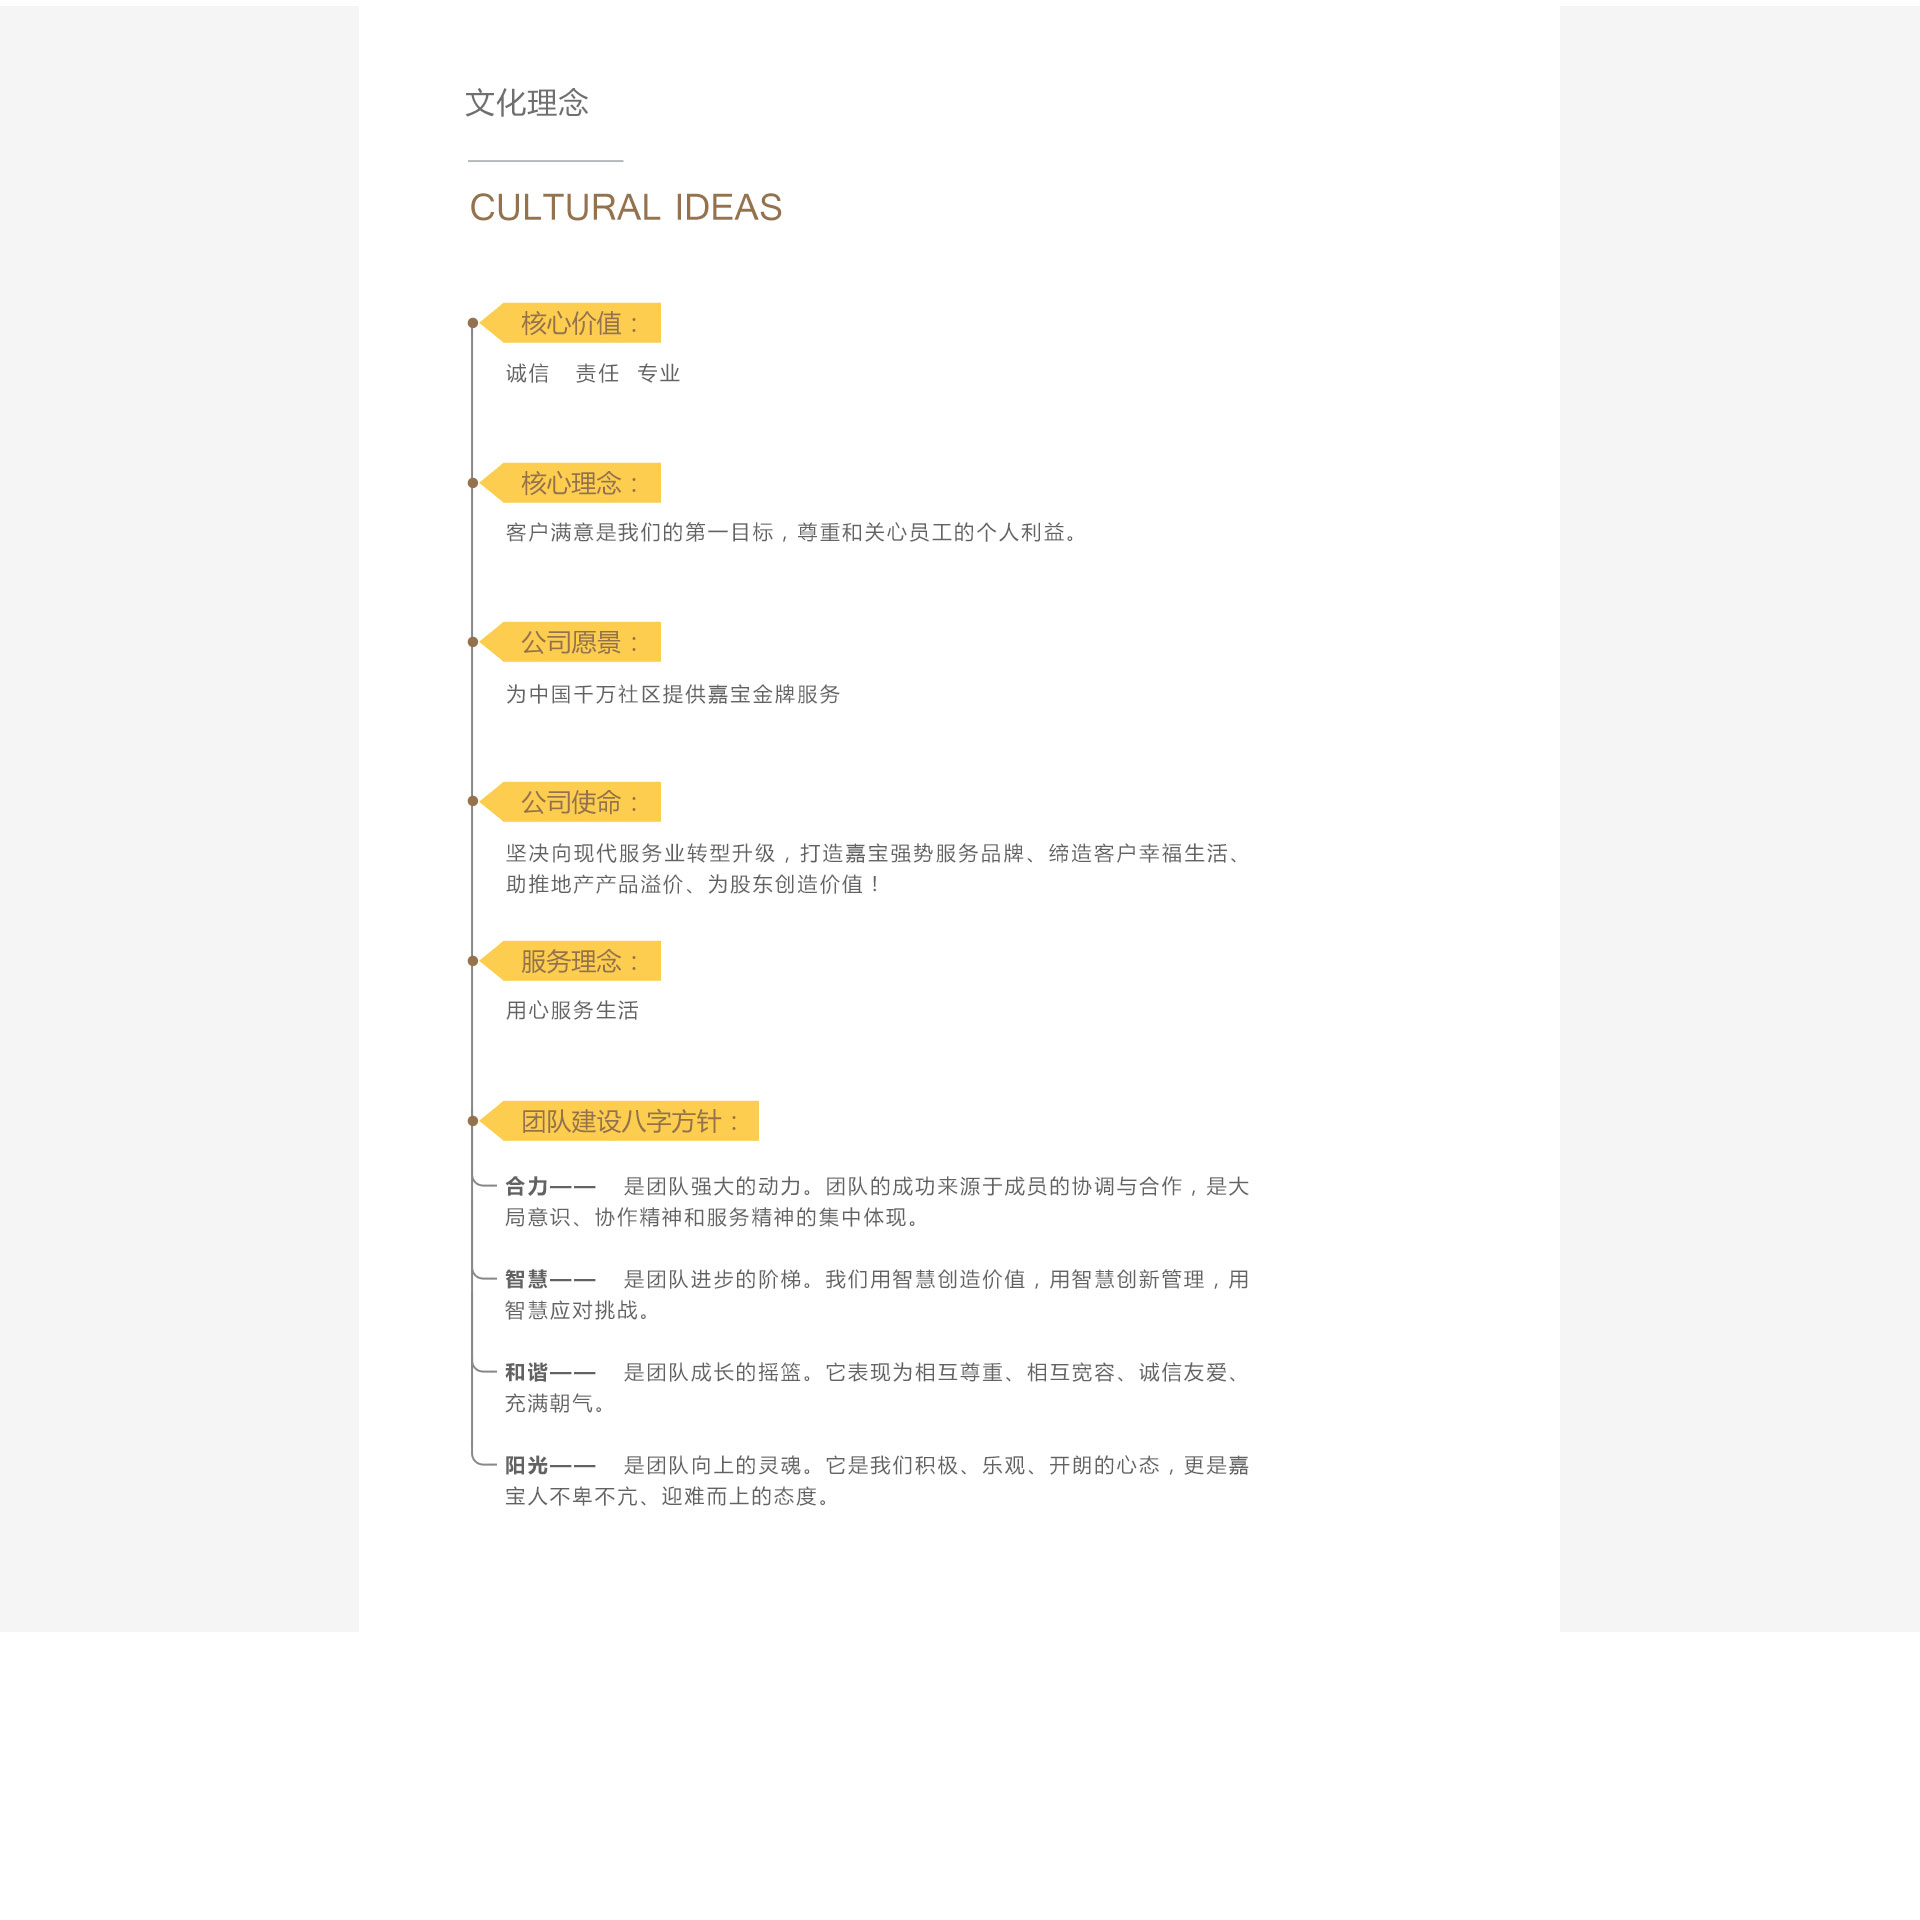 文化理念
CULTURAL IDEAS
核心价值：
诚信 责任 专业
核心理念：
客户满意是我们的第一目标，尊重和关心员工的个人利益。
公司愿景：
为中国千万社区提供嘉宝金牌服务
公司使命：
坚决向现代服务业转型升级，打造嘉宝强势服务品牌、缔造客户幸福生活、
助推地产产品溢价、为股东创造价值！
服务理念：
用心服务生活
团队建设八字方针：
合力—— 是团队强大的动力。团队的成功来源于成员的协调与合作，是大
局意识、协作精神和服务精神的集中体现。
智慧—— 是团队进步的阶梯。我们用智慧创造价值，用智慧创新管理，用
智慧应对挑战。
和谐—— 是团队成长的摇篮。它表现为相互尊重、相互宽容、诚信友爱、
充满朝气。
阳光—— 是团队向上的灵魂。它是我们积极、乐观、开朗的心态，更是嘉
宝人不卑不亢、迎难而上的态度。